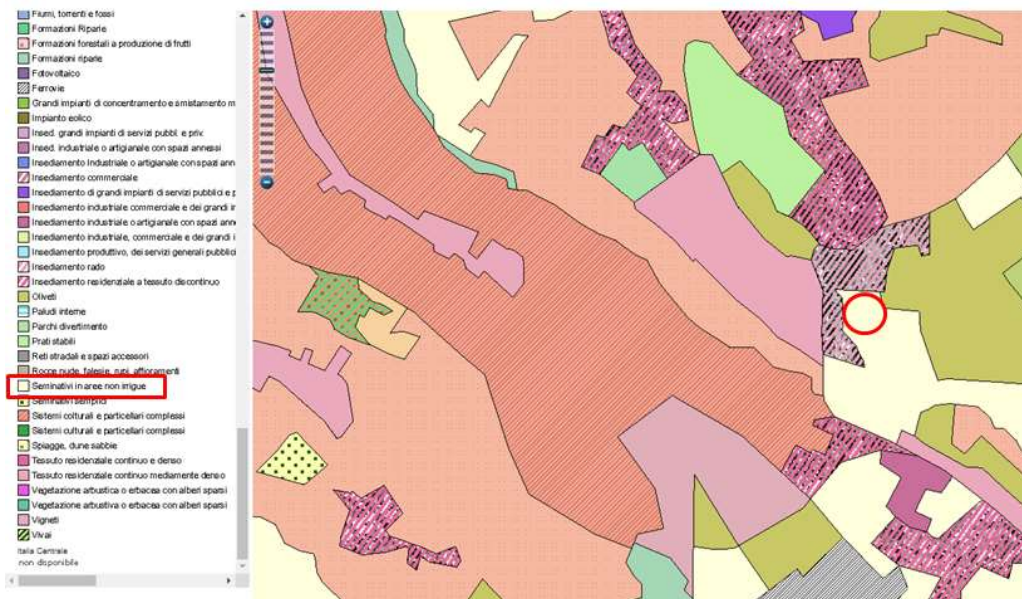 Fiumi, torrenti e fossi
Formazioni Riparie
Formazioni forestali a produzione di frutti
Formazioni riparie
Fotovoltaico
Ferrovie
Grandi impianti di concentramento e smistamento m
Impianto eolico
Insed. grandi impianti di servizi pubbl. e priv.
Insed. industriale o artigianale con spazi annessi
Insediamento Industriale o artigianale con spazi ann
Insediamento commerciale
Insediamento di grandi impianti di servizi pubblici e p
Insediamento industriale commerciale e dei grandi ir
Insediamento industriale o artigianale con spazi anne
Insediamento industriale, commerciale e dei grandi i
Insediamento produttivo, dei servizi generali pubblici
Insediamento rado
Insediamento residenziale a tessuto discontinuo
Oliveti
Paludi interne
Parchi divertimento
Prati stabili
Reti stradali e spazi accessori
Rocce nude, falesie, rupi, affioramenti
Seminativi in aree non irrigue
Seminativi semplici
Sistemi colturali e particellari complessi
Sistemi culturali e particellari complessi
Spiagge, dune sabbie
Tessuto residenziale continuo e denso
Tessuto residenziale continuo mediamente denso
Vegetazione arbustica o erbacea con alberi sparsi
Vegetazione arbustiva o erbacea con alberi sparsi
Vigneti
Vivai
Italia Centrale
non disponibile